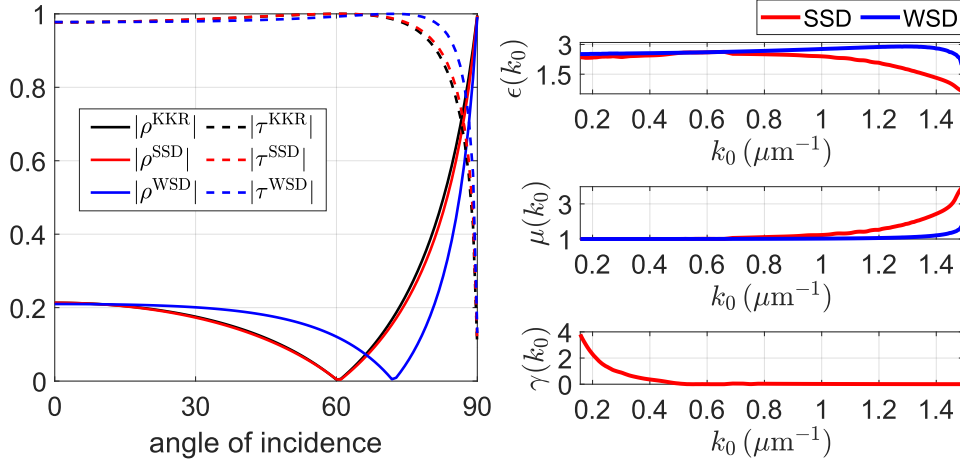 1
0.8
0.6
0.4
0.2
0
0 30 60 90
angle of incidence
|ρ^KKR| |τ^KKR|
|ρ^SSD| |τ^SSD|
|ρ^WSD| |τ^WSD|
SSD WSD
3
1.5
ϵ(k₀)
0.2 0.4 0.6 0.8 1 1.2 1.4
k₀ (μm⁻¹)
3
1
μ(k₀)
0.2 0.4 0.6 0.8 1 1.2 1.4
k₀ (μm⁻¹)
4
2
0
γ(k₀)
0.2 0.4 0.6 0.8 1 1.2 1.4
k₀ (μm⁻¹)